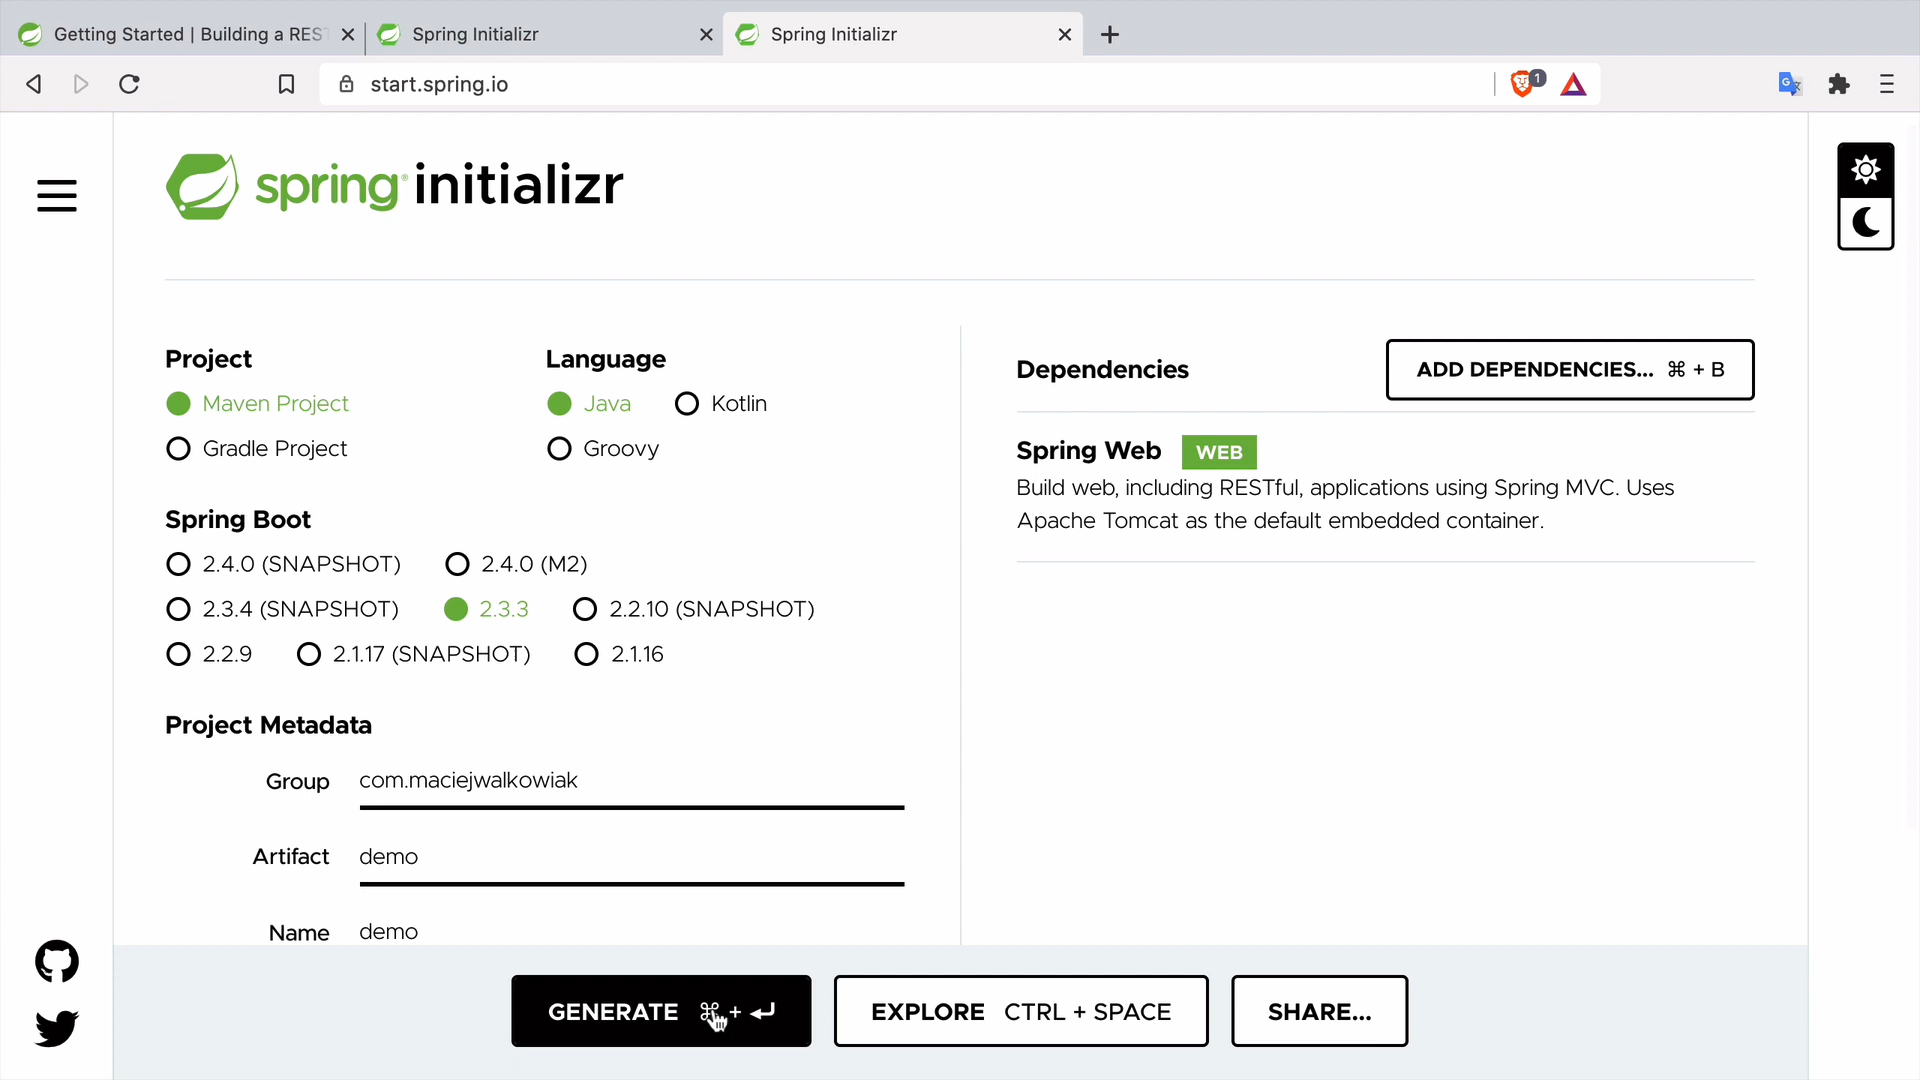 Getting Started | Building a REST
Spring Initializr
Spring Initializr
start.spring.io
1
spring initializr
Project
Maven Project
Gradle Project
Language
Java
Kotlin
Groovy
Spring Boot
2.4.0 (SNAPSHOT)
2.4.0 (M2)
2.3.4 (SNAPSHOT)
2.3.3
2.2.10 (SNAPSHOT)
2.2.9
2.1.17 (SNAPSHOT)
2.1.16
Project Metadata
Group com.maciejwalkowiak
Artifact demo
Name demo
Dependencies
ADD DEPENDENCIES... ⌘ + B
Spring Web WEB
Build web, including RESTful, applications using Spring MVC. Uses
Apache Tomcat as the default embedded container.
GENERATE ⌘ + ↵
EXPLORE CTRL + SPACE
SHARE...